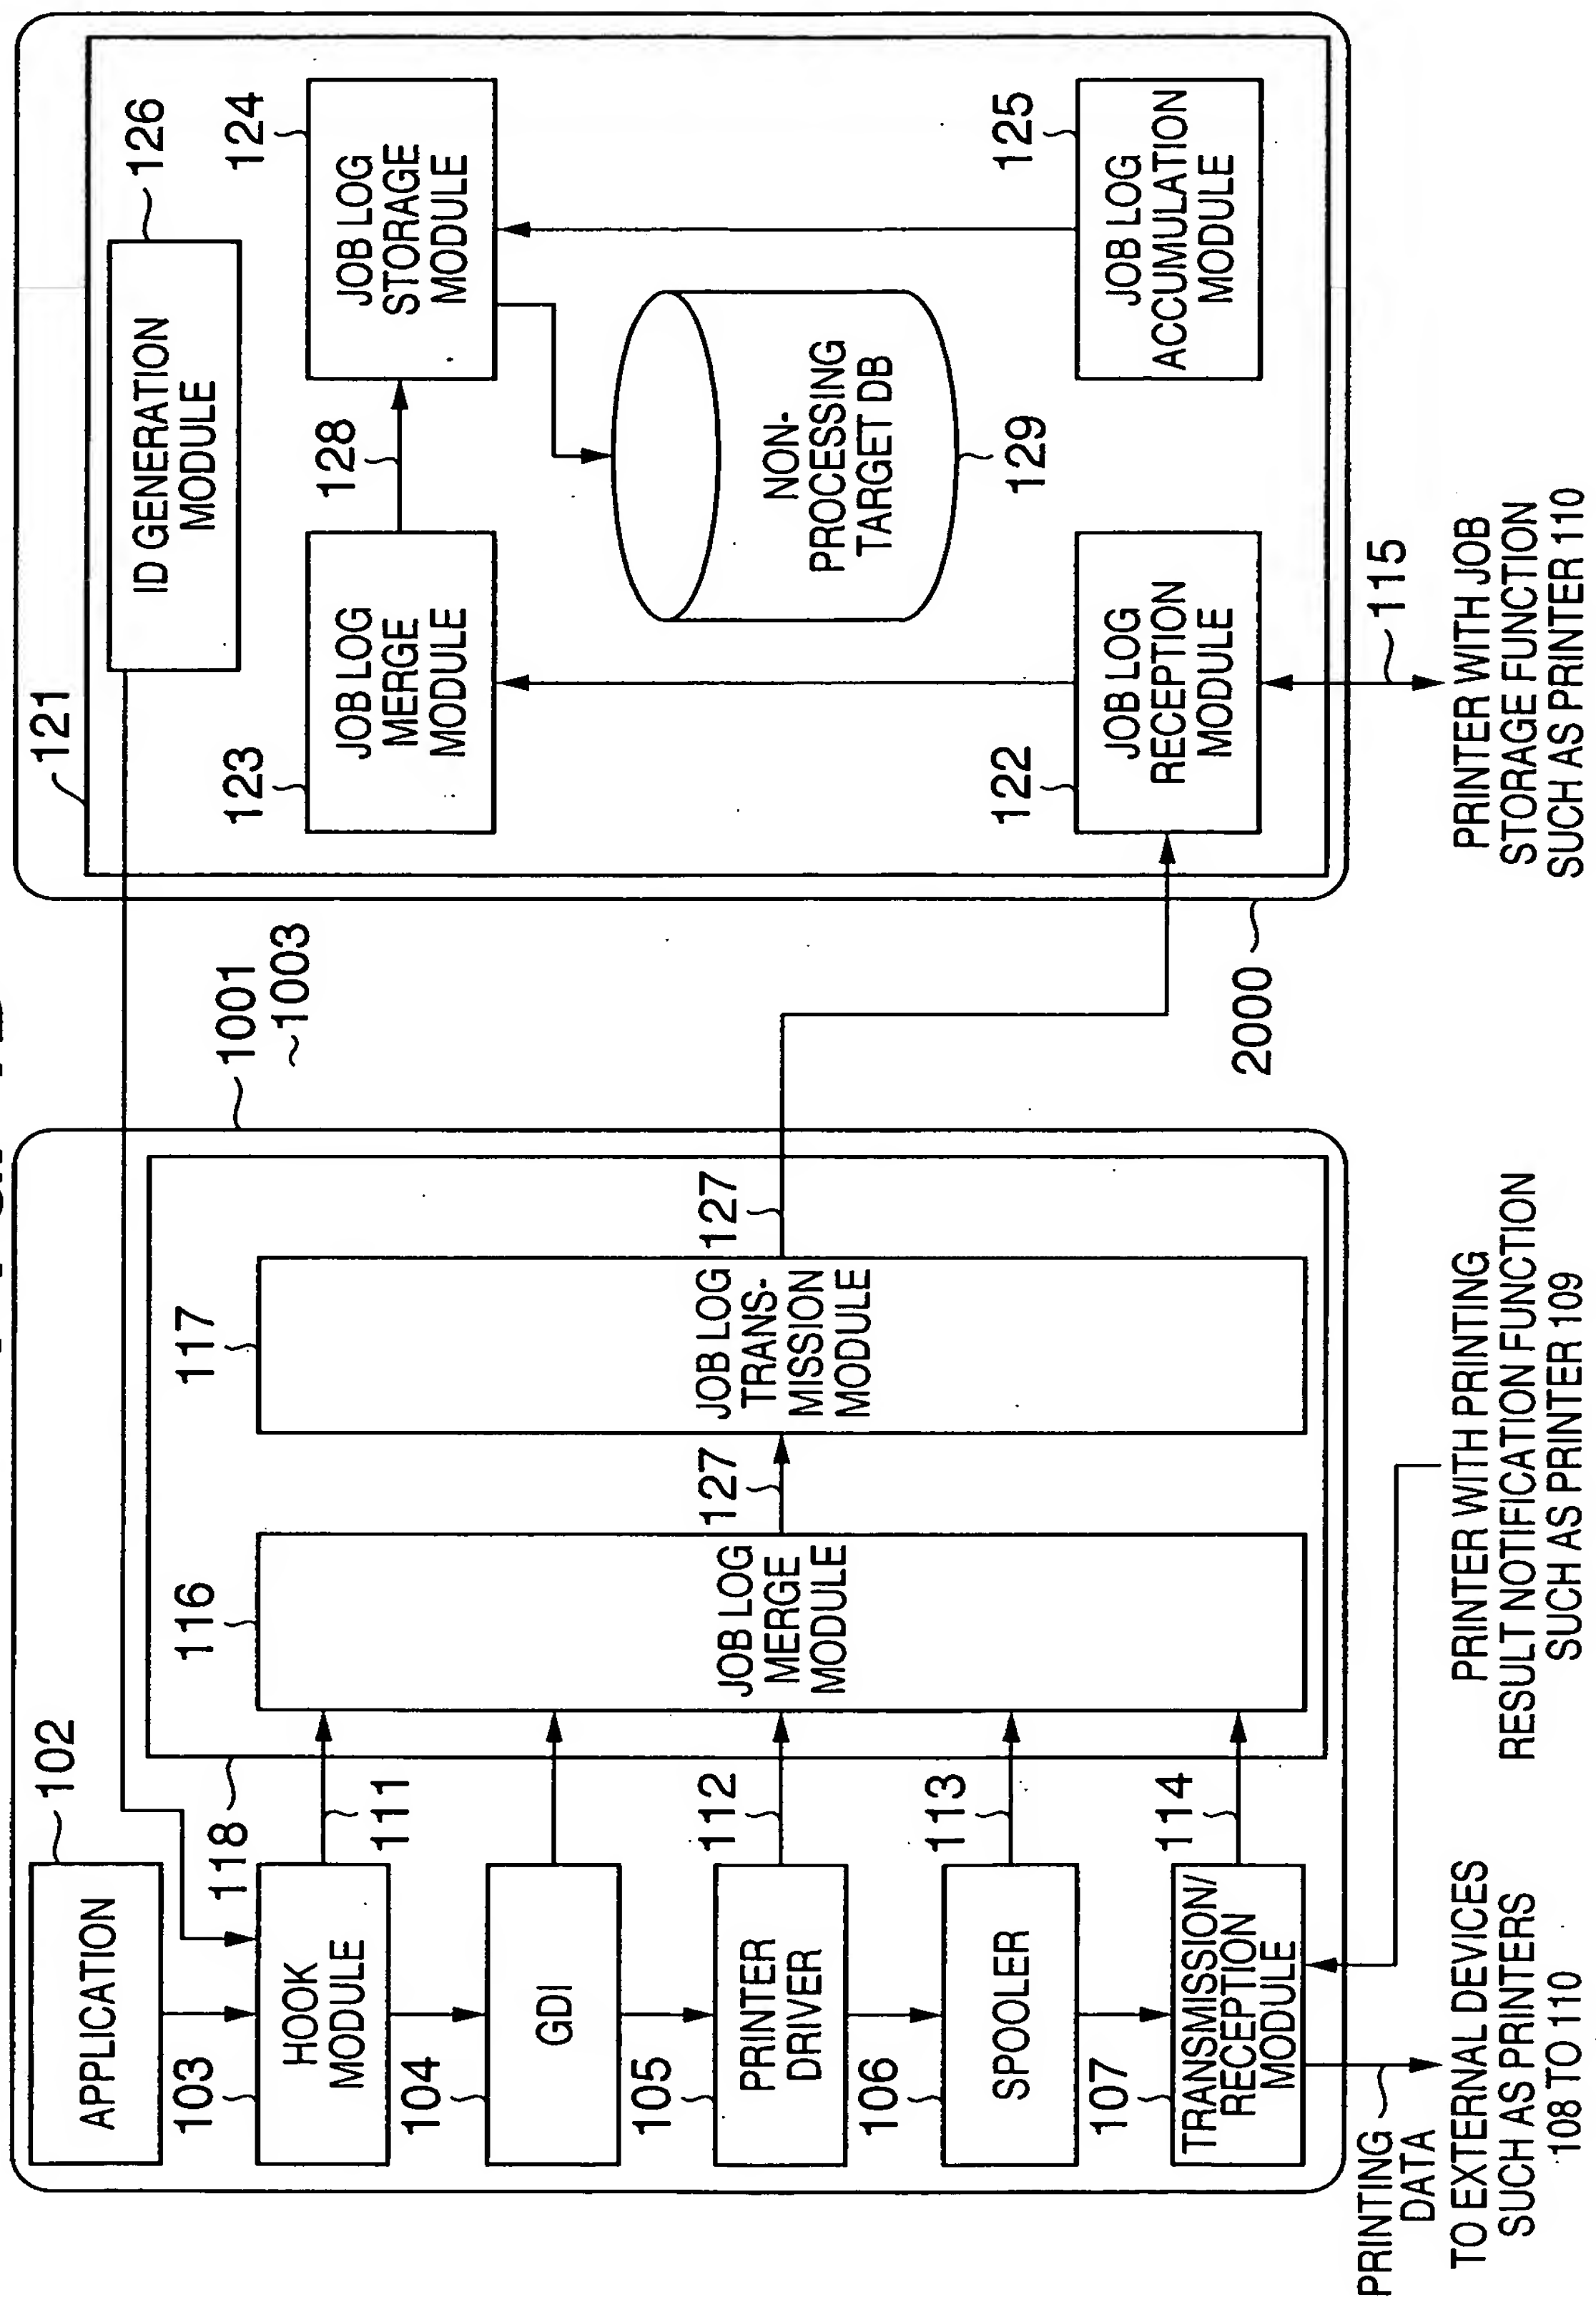 1001
~1003
102
APPLICATION
103
HOOK
MODULE
104
GDI
105
PRINTER
DRIVER
106
SPOOLER
107
TRANSMISSION/
RECEPTION
MODULE
118
111
112
113
114
116
JOB LOG
MERGE
MODULE
127
117
JOB LOG
TRANS-
MISSION
MODULE
127
PRINTING
DATA
TO EXTERNAL DEVICES
SUCH AS PRINTERS
108 TO 110
PRINTER WITH PRINTING
RESULT NOTIFICATION FUNCTION
SUCH AS PRINTER 109
2000
121
ID GENERATION
MODULE
126
123
JOB LOG
MERGE
MODULE
128
124
JOB LOG
STORAGE
MODULE
NON-
PROCESSING
TARGET DB
129
122
JOB LOG
RECEPTION
MODULE
125
JOB LOG
ACCUMULATION
MODULE
115
PRINTER WITH JOB
STORAGE FUNCTION
SUCH AS PRINTER 110